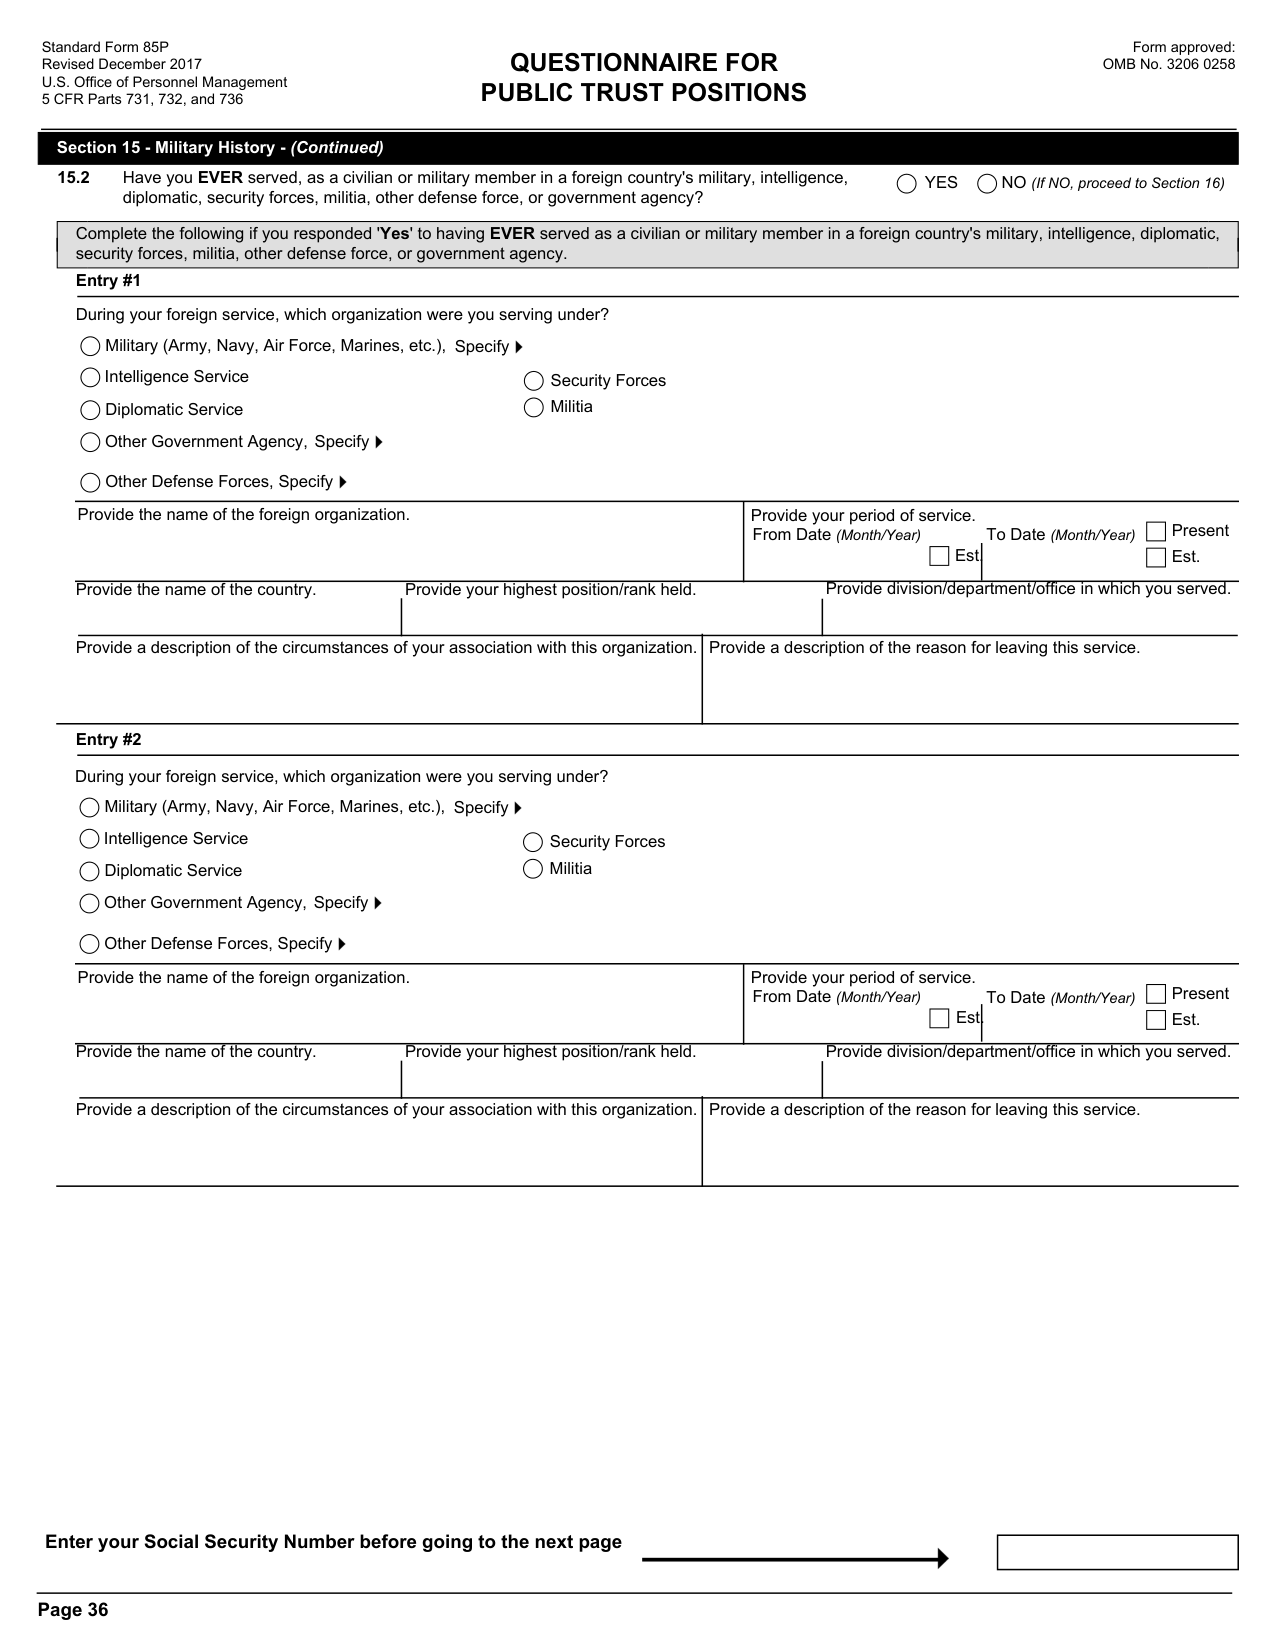 Standard Form 85P
Revised December 2017
U.S. Office of Personnel Management
5 CFR Parts 731, 732, and 736
QUESTIONNAIRE FOR
PUBLIC TRUST POSITIONS
Form approved:
OMB No. 3206 0258
Section 15 - Military History - (Continued)
15.2 Have you EVER served, as a civilian or military member in a foreign country's military, intelligence,
diplomatic, security forces, militia, other defense force, or government agency?
YES NO (If NO, proceed to Section 16)
Complete the following if you responded 'Yes' to having EVER served as a civilian or military member in a foreign country's military, intelligence, diplomatic,
security forces, militia, other defense force, or government agency.
Entry #1
During your foreign service, which organization were you serving under?
Military (Army, Navy, Air Force, Marines, etc.), Specify
Intelligence Service
Security Forces
Diplomatic Service
Militia
Other Government Agency, Specify
Other Defense Forces, Specify
Provide the name of the foreign organization.
Provide your period of service.
From Date (Month/Year)
Est.
To Date (Month/Year)
Present
Est.
Provide the name of the country.
Provide your highest position/rank held.
Provide division/department/office in which you served.
Provide a description of the circumstances of your association with this organization.
Provide a description of the reason for leaving this service.
Entry #2
During your foreign service, which organization were you serving under?
Military (Army, Navy, Air Force, Marines, etc.), Specify
Intelligence Service
Security Forces
Diplomatic Service
Militia
Other Government Agency, Specify
Other Defense Forces, Specify
Provide the name of the foreign organization.
Provide your period of service.
From Date (Month/Year)
Est.
To Date (Month/Year)
Present
Est.
Provide the name of the country.
Provide your highest position/rank held.
Provide division/department/office in which you served.
Provide a description of the circumstances of your association with this organization.
Provide a description of the reason for leaving this service.
Enter your Social Security Number before going to the next page
Page 36